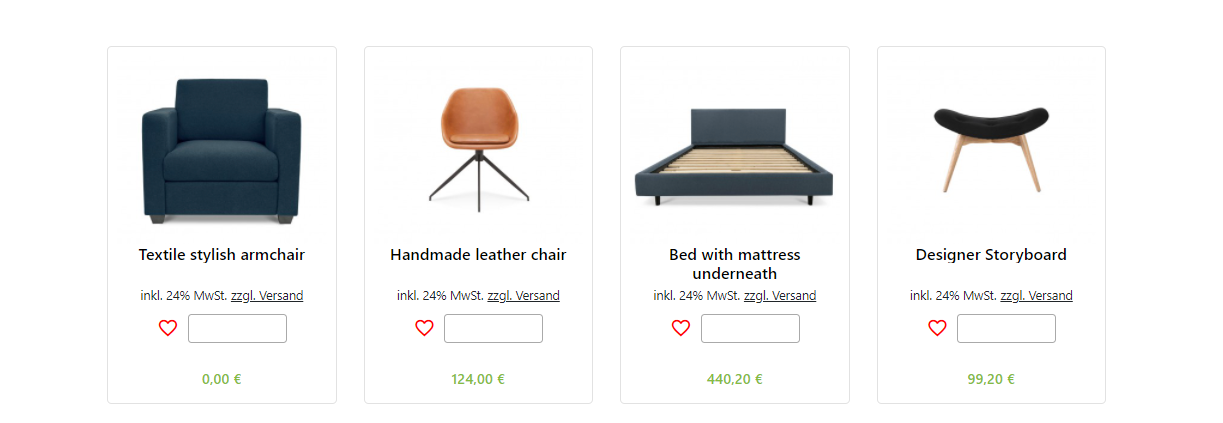 Textile stylish armchair
inkl. 24% MwSt. zzgl. Versand
0,00 €
Handmade leather chair
inkl. 24% MwSt. zzgl. Versand
124,00 €
Bed with mattress
underneath
inkl. 24% MwSt. zzgl. Versand
440,20 €
Designer Storyboard
inkl. 24% MwSt. zzgl. Versand
99,20 €